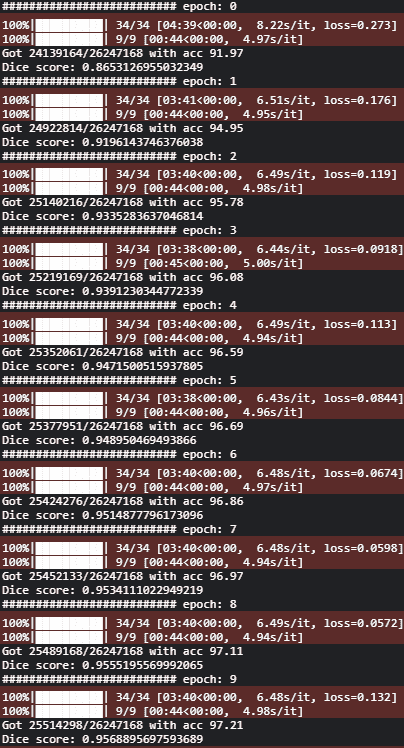 ########################## epoch: 0
100%|██████████| 34/34 [04:39<00:00, 8.22s/it, loss=0.273]
100%|██████████| 9/9 [00:44<00:00, 4.97s/it]
Got 24139164/26247168 with acc 91.97
Dice score: 0.8653126955032349
########################## epoch: 1
100%|██████████| 34/34 [03:41<00:00, 6.51s/it, loss=0.176]
100%|██████████| 9/9 [00:44<00:00, 4.95s/it]
Got 24922814/26247168 with acc 94.95
Dice score: 0.9196143746376038
########################## epoch: 2
100%|██████████| 34/34 [03:40<00:00, 6.49s/it, loss=0.119]
100%|██████████| 9/9 [00:44<00:00, 4.98s/it]
Got 25140216/26247168 with acc 95.78
Dice score: 0.9335283637046814
########################## epoch: 3
100%|██████████| 34/34 [03:38<00:00, 6.44s/it, loss=0.0918]
100%|██████████| 9/9 [00:45<00:00, 5.00s/it]
Got 25219169/26247168 with acc 96.08
Dice score: 0.9391230344772339
########################## epoch: 4
100%|██████████| 34/34 [03:40<00:00, 6.49s/it, loss=0.113]
100%|██████████| 9/9 [00:44<00:00, 4.94s/it]
Got 25352061/26247168 with acc 96.59
Dice score: 0.9471500515937805
########################## epoch: 5
100%|██████████| 34/34 [03:38<00:00, 6.43s/it, loss=0.0844]
100%|██████████| 9/9 [00:44<00:00, 4.96s/it]
Got 25377951/26247168 with acc 96.69
Dice score: 0.948950469493866
########################## epoch: 6
100%|██████████| 34/34 [03:40<00:00, 6.48s/it, loss=0.0674]
100%|██████████| 9/9 [00:44<00:00, 4.97s/it]
Got 25424276/26247168 with acc 96.86
Dice score: 0.9514877796173096
########################## epoch: 7
100%|██████████| 34/34 [03:40<00:00, 6.48s/it, loss=0.0598]
100%|██████████| 9/9 [00:44<00:00, 4.94s/it]
Got 25452133/26247168 with acc 96.97
Dice score: 0.9534111022949219
########################## epoch: 8
100%|██████████| 34/34 [03:40<00:00, 6.49s/it, loss=0.0572]
100%|██████████| 9/9 [00:44<00:00, 4.94s/it]
Got 25489168/26247168 with acc 97.11
Dice score: 0.9555195569992065
########################## epoch: 9
100%|██████████| 34/34 [03:40<00:00, 6.48s/it, loss=0.132]
100%|██████████| 9/9 [00:44<00:00, 4.98s/it]
Got 25514298/26247168 with acc 97.21
Dice score: 0.9568895697593689